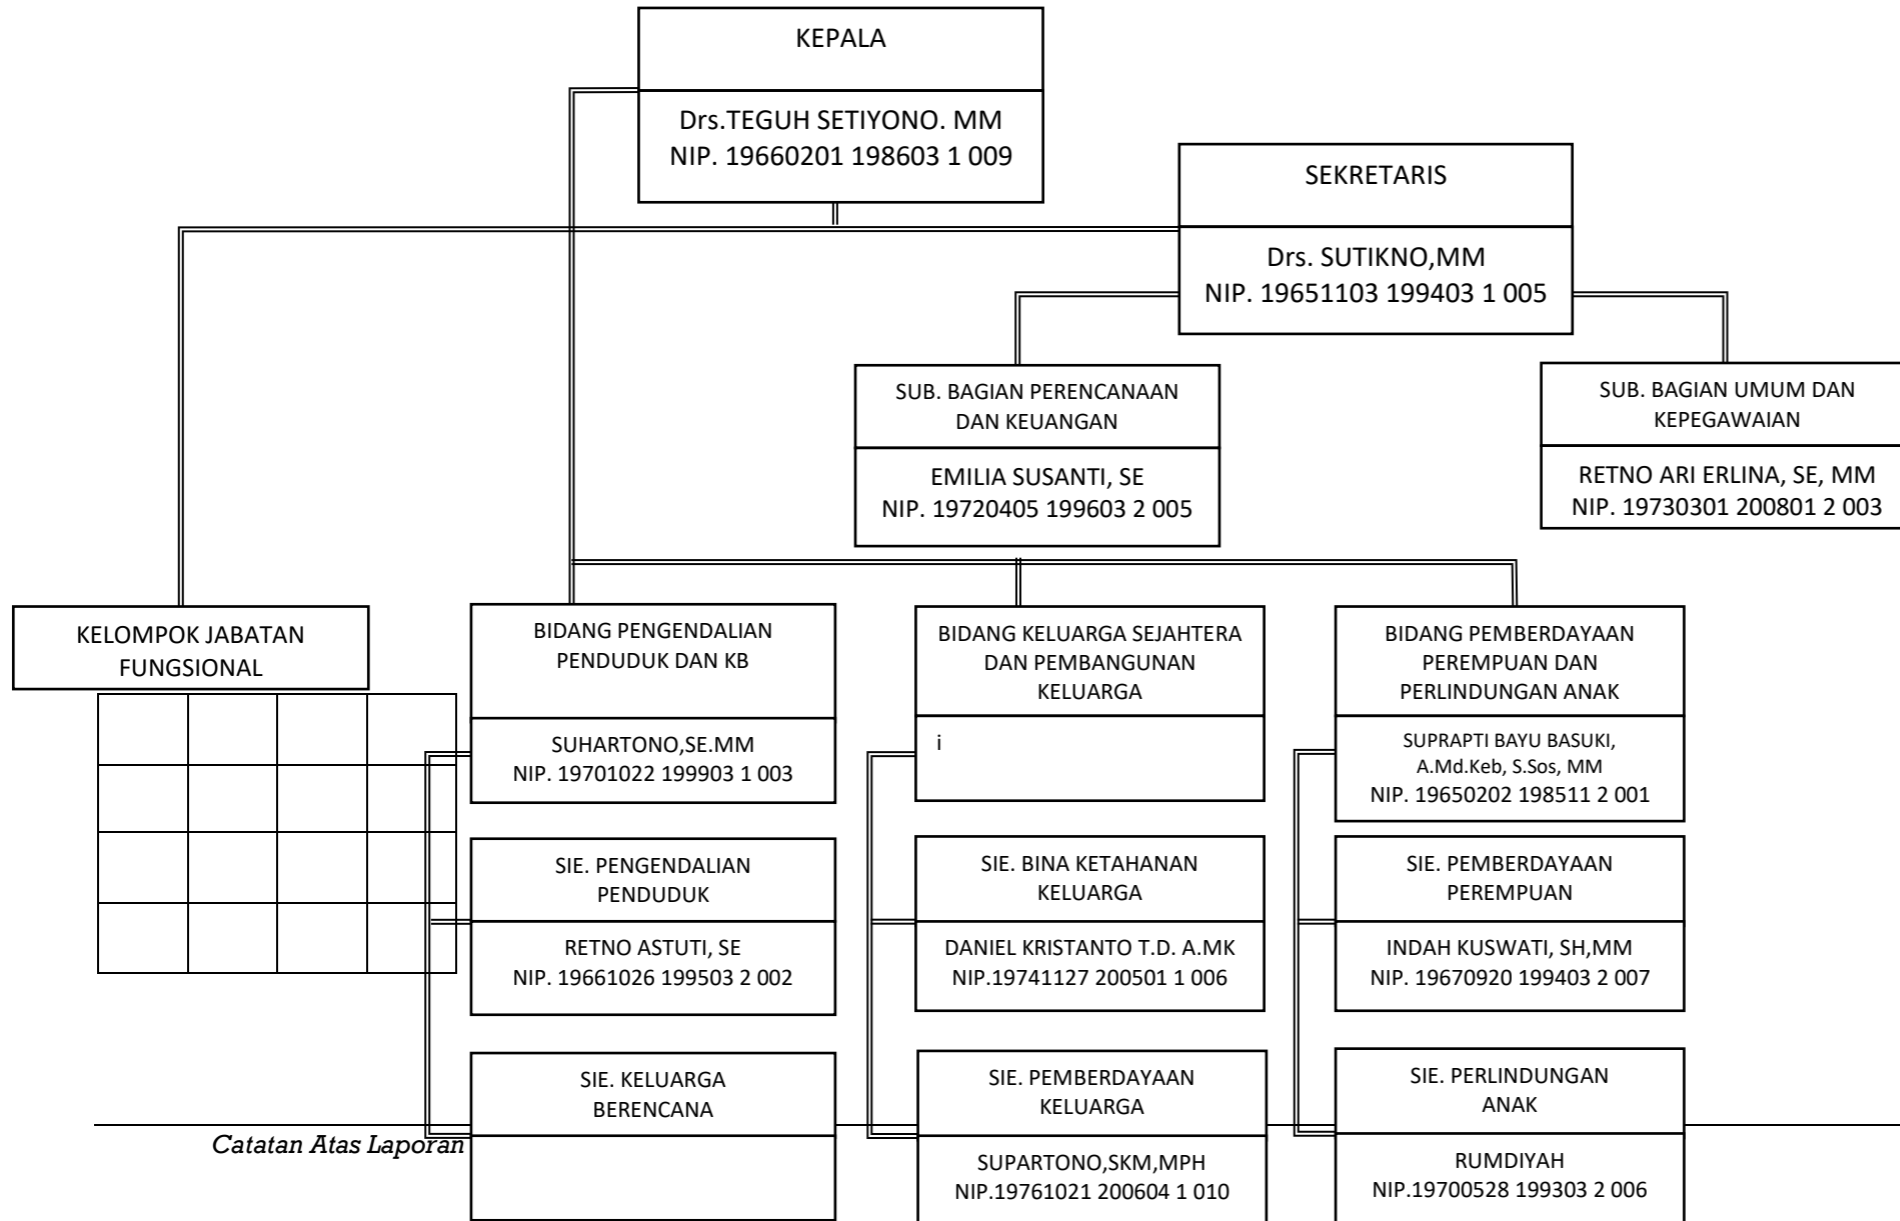 KEPALA
Drs.TEGUH SETIYONO. MM
NIP. 19660201 198603 1 009
SEKRETARIS
Drs. SUTIKNO,MM
NIP. 19651103 199403 1 005
SUB. BAGIAN PERENCANAAN
DAN KEUANGAN
EMILIA SUSANTI, SE
NIP. 19720405 199603 2 005
SUB. BAGIAN UMUM DAN
KEPEGAWAIAN
RETNO ARI ERLINA, SE, MM
NIP. 19730301 200801 2 003
KELOMPOK JABATAN
FUNGSIONAL
BIDANG PENGENDALIAN
PENDUDUK DAN KB
SUHARTONO,SE.MM
NIP. 19701022 199903 1 003
BIDANG KELUARGA SEJAHTERA
DAN PEMBANGUNAN
KELUARGA
i
BIDANG PEMBERDAYAAN
PEREMPUAN DAN
PERLINDUNGAN ANAK
SUPRAPTI BAYU BASUKI,
A.Md.Keb, S.Sos, MM
NIP. 19650202 198511 2 001
SIE. PENGENDALIAN
PENDUDUK
RETNO ASTUTI, SE
NIP. 19661026 199503 2 002
SIE. BINA KETAHANAN
KELUARGA
DANIEL KRISTANTO T.D. A.MK
NIP.19741127 200501 1 006
SIE. PEMBERDAYAAN
PEREMPUAN
INDAH KUSWATI, SH,MM
NIP. 19670920 199403 2 007
SIE. KELUARGA
BERENCANA
SIE. PEMBERDAYAAN
KELUARGA
SUPARTONO,SKM,MPH
NIP.19761021 200604 1 010
SIE. PERLINDUNGAN
ANAK
RUMDIYAH
NIP.19700528 199303 2 006
Catatan Atas Laporan